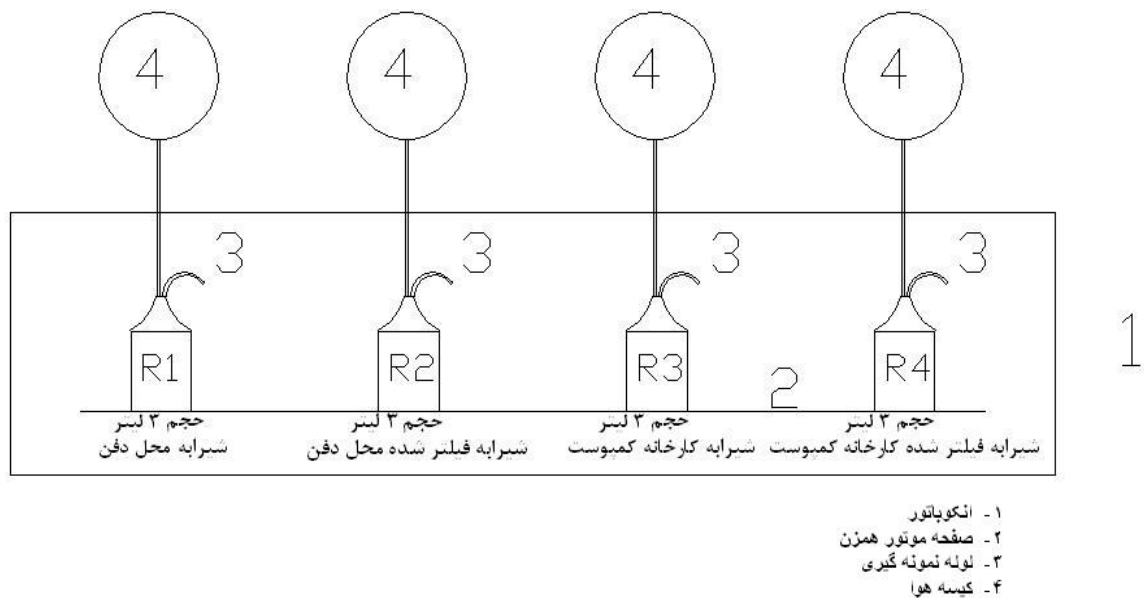 4 4 4 4
3 3 3 3
1
R1 R2 R3 R4
2
حجم ۳ لیتر حجم ۳ لیتر حجم ۳ لیتر حجم ۳ لیتر
شیرابه محل دفن شیرابه فیلتر شده محل دفن شیرابه کارخانه کمپوست شیرابه فیلتر شده کارخانه کمپوست
۱- انکوباتور
۲- صفحه موتور همزن
۳- لوله نمونه گیری
۴- کیسه هوا